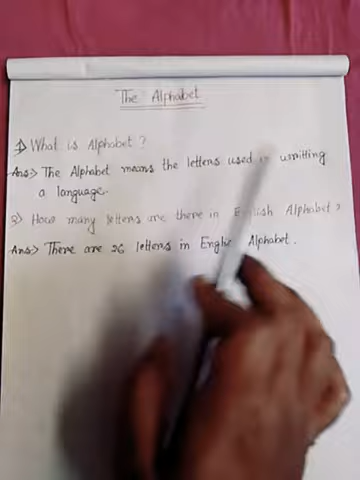 The Alphabet
1) What is Alphabet ?
Ans> The Alphabet means the letters used in writting
a language.
2) How many letters are there in English Alphabet ?
Ans> There are 26 letters in Alphabet.